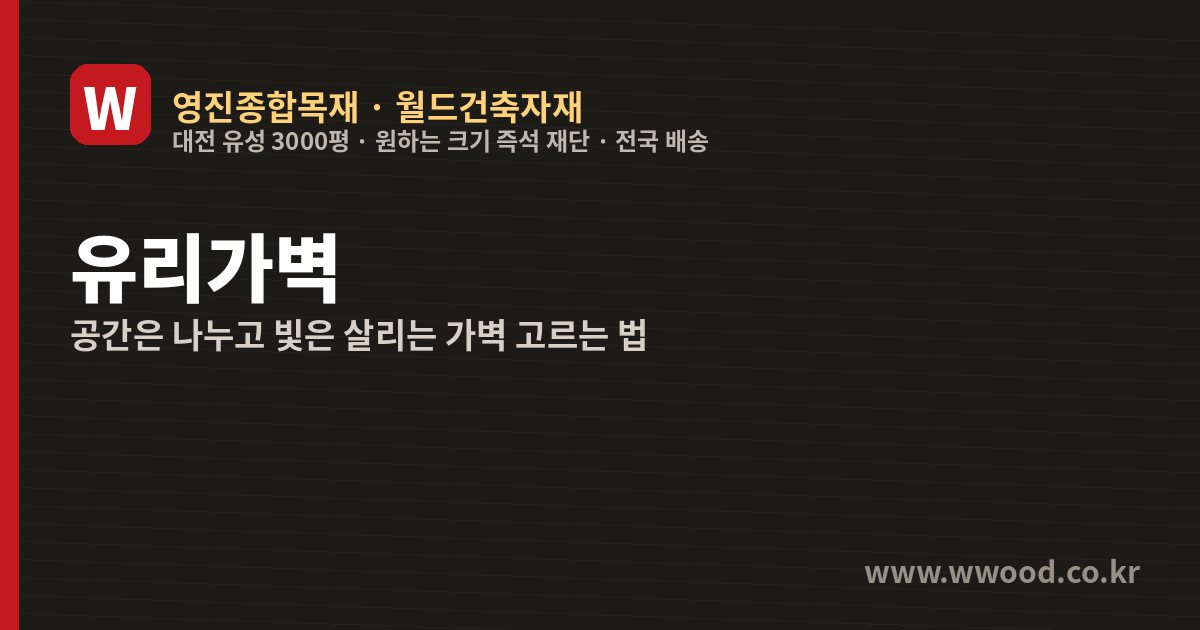 W
영진종합목재 · 월드건축자재
대전 유성 3000평 · 원하는 크기 즉석 재단 · 전국 배송
유리가벽
공간은 나누고 빛은 살리는 가벽 고르는 법
www.wwood.co.kr